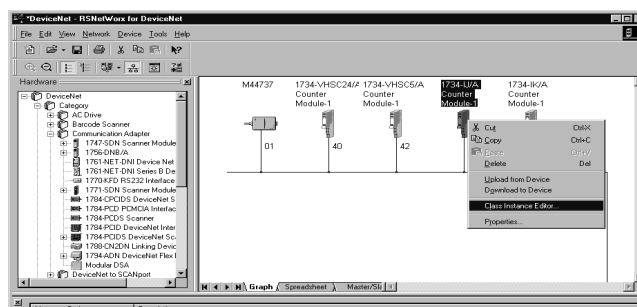 *DeviceNet - RSNetWorx for DeviceNet
File Edit View Network Device Tools Help
Hardware
DeviceNet
Category
AC Drive
Barcode Scanner
Communication Adapter
1747-SDN Scanner Module
1756-DNB/A
1761-NET-DNI Device Net
1761-NET-DNI Series B De
1770-KFD RS232 Interface
1771-SDN Scanner Module
1784-CPCIDS DeviceNet S
1784-PCD PCMCIA Interfac
1784-PCDS Scanner
1784-PCID DeviceNet Inter
1784-PCIDS DeviceNet Sc
1788-CN2DN Linking Devic
1794-ADN DeviceNet Flex I
Modular DSA
DeviceNet to SCANport
M44737
01
1734-VHSC24/A
Counter
Module-1
40
1734-VHSC5/A
Counter
Module-1
42
1734-IJ/A
Counter
Module-1
1734-IK/A
Counter
Module-1
Cut Ctrl+X
Copy Ctrl+C
Paste Ctrl+V
Delete Del
Upload from Device
Download to Device
Class Instance Editor...
Properties...
Graph Spreadsheet Master/Sl